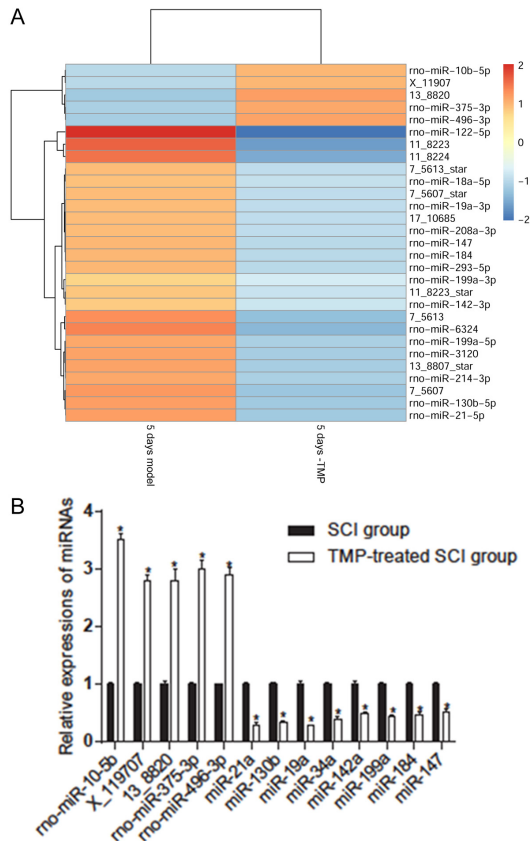 A
rno-miR-10b-5p
X_11907
13_8820
rno-miR-375-3p
rno-miR-496-3p
rno-miR-122-5p
11_8223
11_8224
7_5613_star
rno-miR-18a-5p
7_5607_star
rno-miR-19a-3p
17_10685
rno-miR-208a-3p
rno-miR-147
rno-miR-184
rno-miR-293-5p
rno-miR-199a-3p
11_8223_star
rno-miR-142-3p
7_5613
rno-miR-6324
rno-miR-199a-5p
rno-miR-3120
13_8807_star
rno-miR-214-3p
7_5607
rno-miR-130b-5p
rno-miR-21-5p
2
1
0
-1
-2
5 days model
5 days -TMP
B
Relative expressions of miRNAs
4
3
2
1
0
SCI group
TMP-treated SCI group
* * * * * * * * * * * * *
rno-miR-10-5b
X_119707
13_8820
rno-miR-375-3p
rno-miR-496-3p
miR-21a
miR-130b
miR-19a
miR-34a
miR-142a
miR-199a
miR-184
miR-147